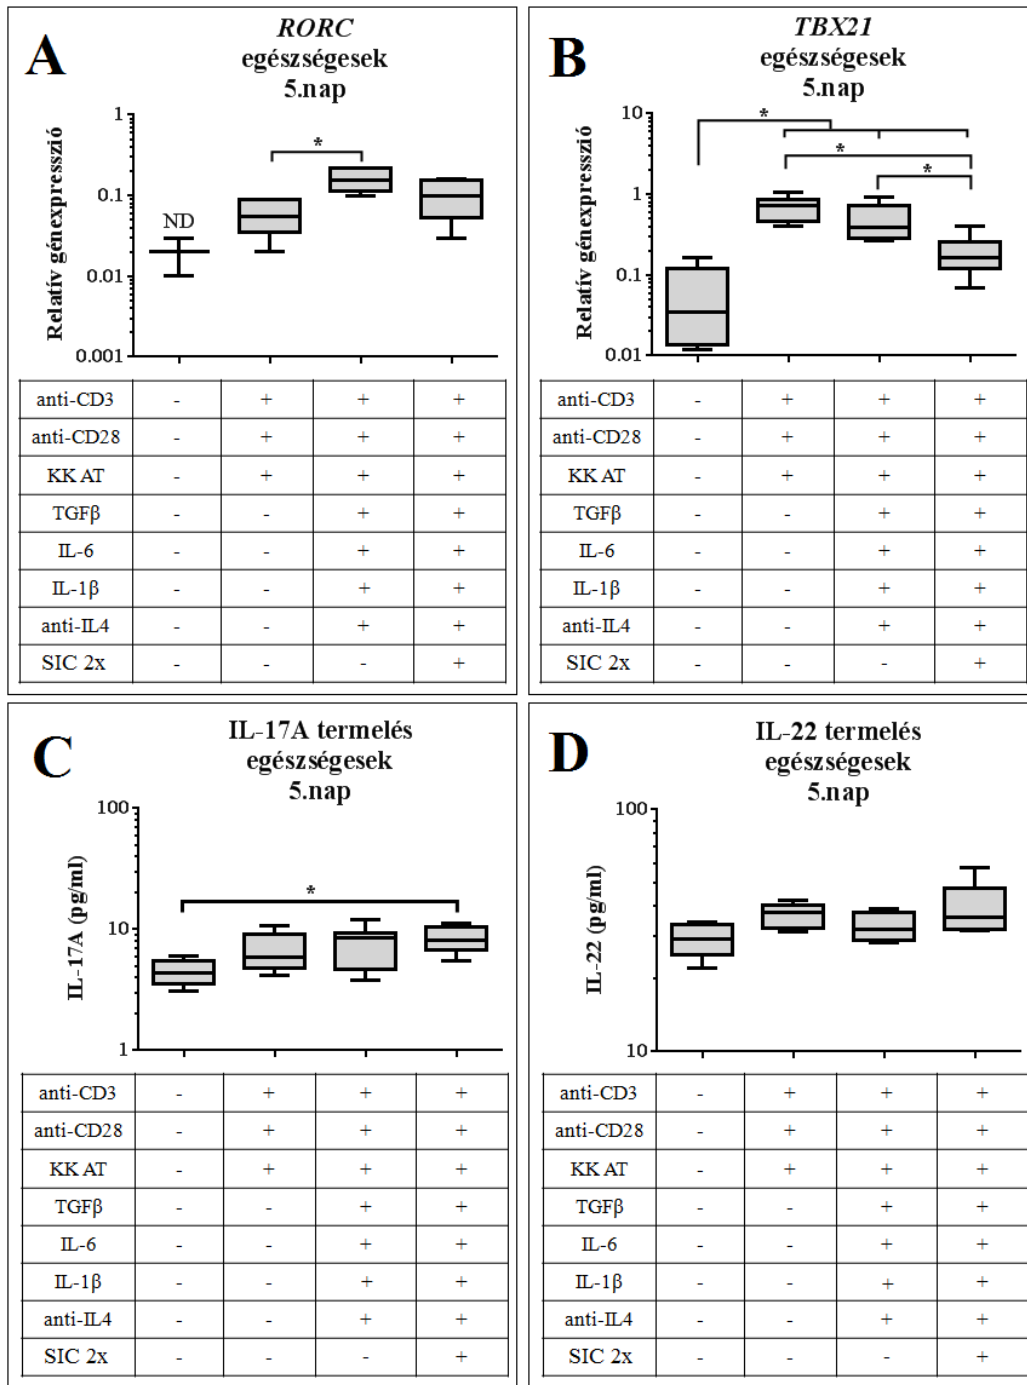 A
RORC
egészségesek
5.nap
Relatív génexpresszió
1
0.1
0.01
0.001
ND
*
anti-CD3 - + + +
anti-CD28 - + + +
KK AT - + + +
TGFβ - - + +
IL-6 - - + +
IL-1β - - + +
anti-IL4 - - + +
SIC 2x - - - +
B
TBX21
egészségesek
5.nap
Relatív génexpresszió
10
1
0.1
0.01
*
*
*
anti-CD3 - + + +
anti-CD28 - + + +
KK AT - + + +
TGFβ - - + +
IL-6 - - + +
IL-1β - - + +
anti-IL4 - - + +
SIC 2x - - - +
C
IL-17A termelés
egészségesek
5.nap
IL-17A (pg/ml)
100
10
1
*
anti-CD3 - + + +
anti-CD28 - + + +
KK AT - + + +
TGFβ - - + +
IL-6 - - + +
IL-1β - - + +
anti-IL4 - - + +
SIC 2x - - - +
D
IL-22 termelés
egészségesek
5.nap
IL-22 (pg/ml)
100
10
anti-CD3 - + + +
anti-CD28 - + + +
KK AT - + + +
TGFβ - - + +
IL-6 - - + +
IL-1β - - + +
anti-IL4 - - + +
SIC 2x - - - +